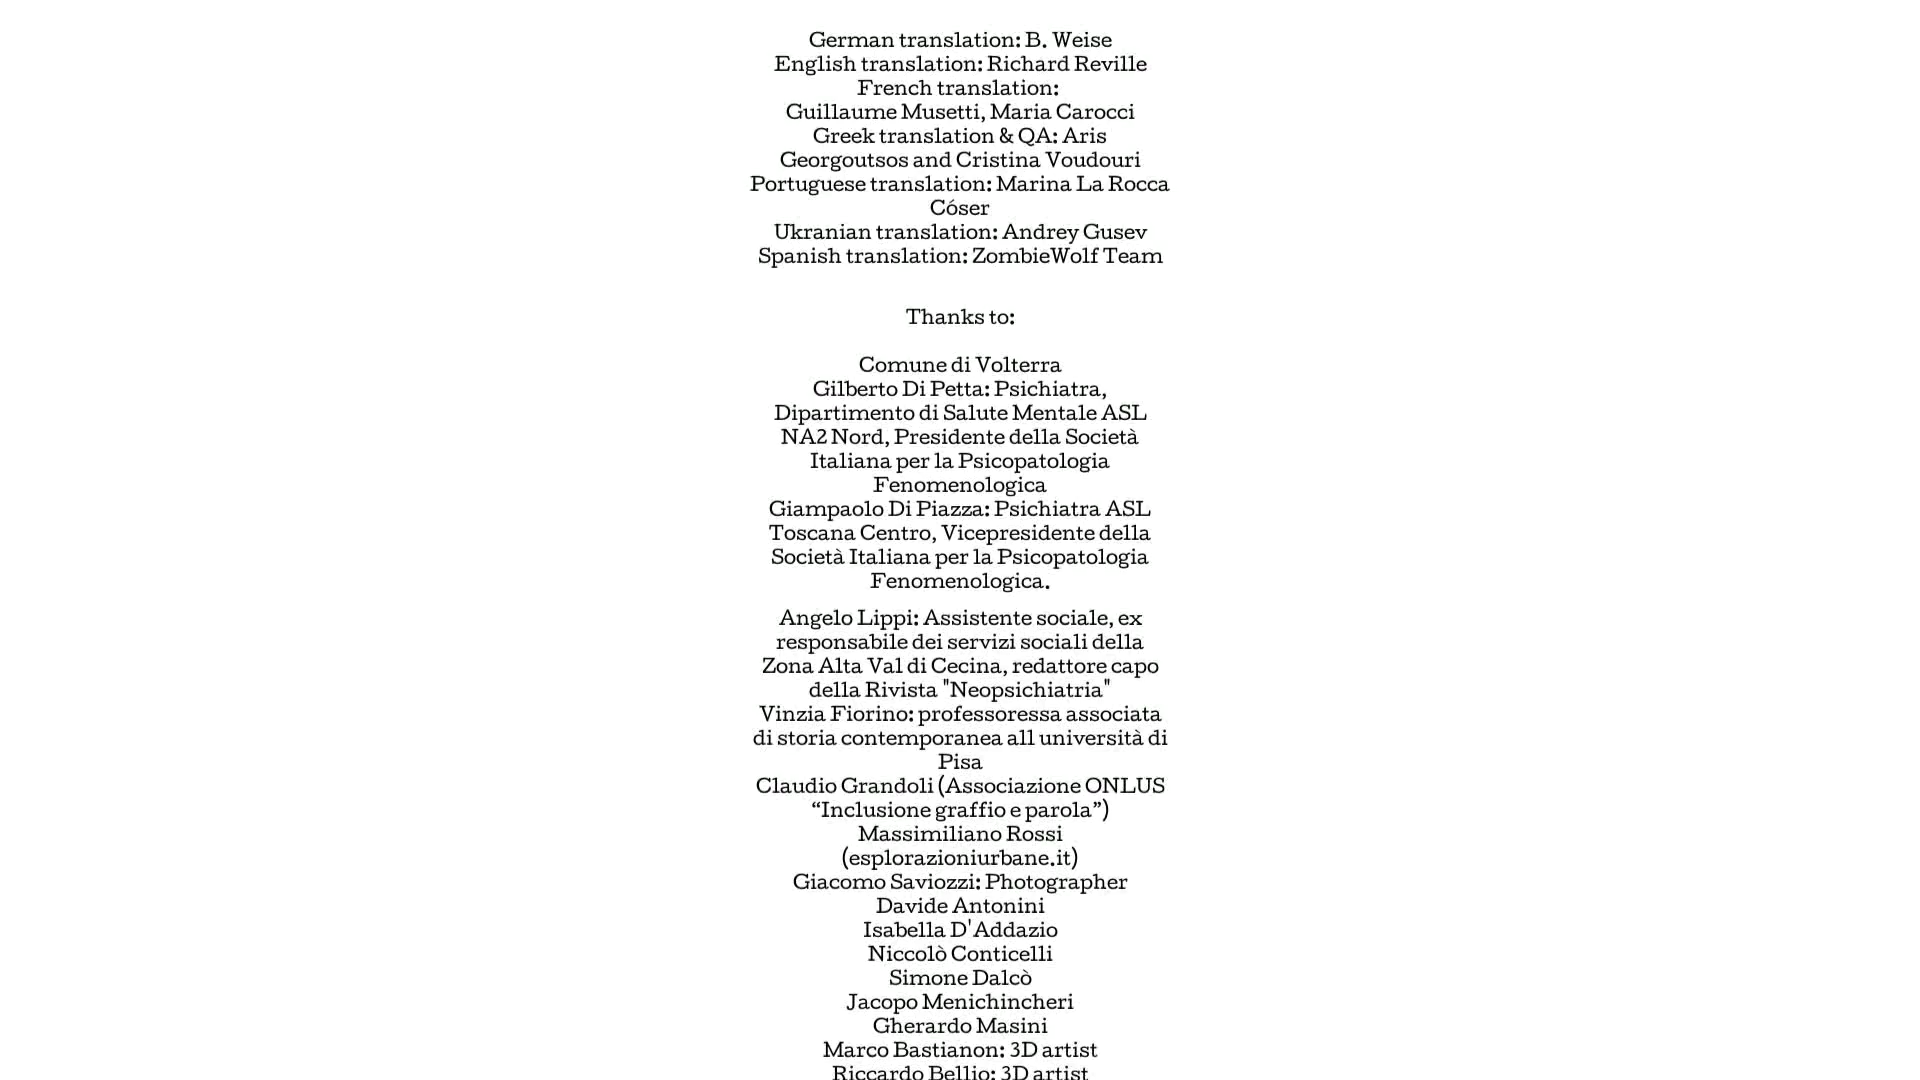 German translation: B. Weise
English translation: Richard Reville
French translation:
Guillaume Musetti, Maria Carocci
Greek translation & QA: Aris
Georgoutsos and Cristina Voudouri
Portuguese translation: Marina La Rocca
Cóser
Ukranian translation: Andrey Gusev
Spanish translation: ZombieWolf Team
Thanks to:
Comune di Volterra
Gilberto Di Petta: Psichiatra,
Dipartimento di Salute Mentale ASL
NA2 Nord, Presidente della Società
Italiana per la Psicopatologia
Fenomenologica
Giampaolo Di Piazza: Psichiatra ASL
Toscana Centro, Vicepresidente della
Società Italiana per la Psicopatologia
Fenomenologica.
Angelo Lippi: Assistente sociale, ex
responsabile dei servizi sociali della
Zona Alta Val di Cecina, redattore capo
della Rivista "Neopsichiatria"
Vinzia Fiorino: professoressa associata
di storia contemporanea all università di
Pisa
Claudio Grandoli (Associazione ONLUS
“Inclusione graffio e parola”)
Massimiliano Rossi
(esplorazioniurbane.it)
Giacomo Saviozzi: Photographer
Davide Antonini
Isabella D'Addazio
Niccolò Conticelli
Simone Dalcò
Jacopo Menichincheri
Gherardo Masini
Marco Bastianon: 3D artist
Riccardo Bellio: 3D artist